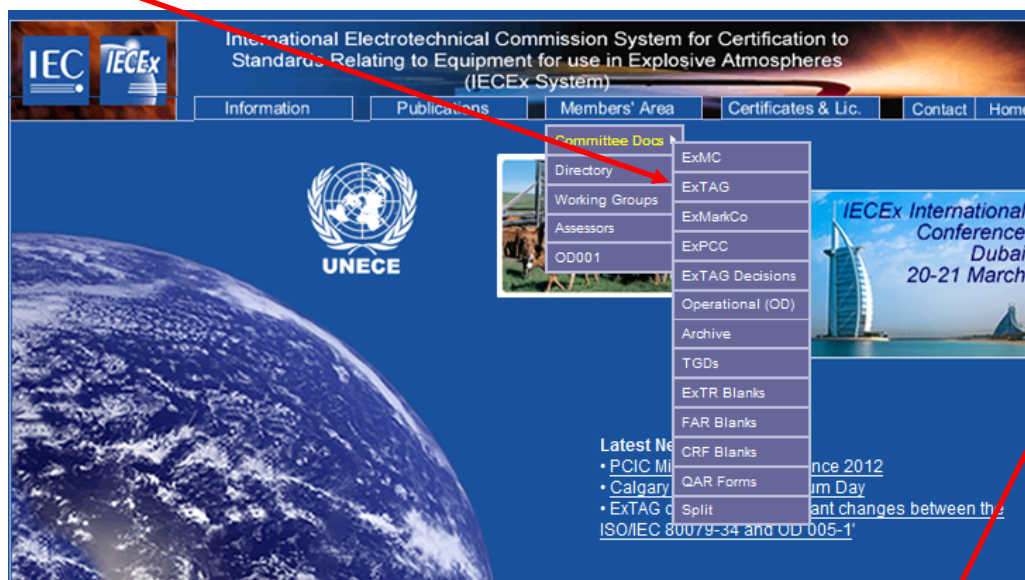 IEC
IECEx
International Electrotechnical Commission System for Certification to
Standards Relating to Equipment for use in Explosive Atmospheres
(IECEx System)
Information
Publications
Members' Area
Certificates & Lic.
Contact
Home
Committee Docs
Directory
Working Groups
Assessors
OD001
ExMC
ExTAG
ExMarkCo
ExPCC
ExTAG Decisions
Operational (OD)
Archive
TGDs
ExTR Blanks
FAR Blanks
CRF Blanks
QAR Forms
Split
UNECE
IECEx International
Conference
Dubai
20-21 March
Latest Ne
• PCIC Mi nce 2012
• Calgary um Day
• ExTAG ant changes between the
ISO/IEC 80079-34 and OD 005-1'